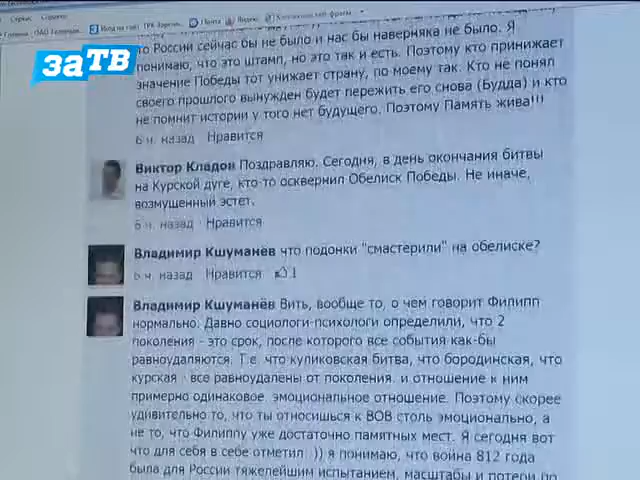 Сервис Справка
Почта Яндекс
заТВ
то России сейчас бы не было и нас бы наверняка не было. Я
понимаю, что это штамп, но это так и есть. Поэтому кто принижает
значение Победы тот унижает страну, по моему так. Кто не понял
своего прошлого вынужден будет пережить его снова (Будда) и кто
не помнит истории у того нет будущего. Поэтому Память жива!!!
6 ч. назад Нравится
Виктор Кладон Поздравляю. Сегодня, в день окончания битвы
на Курской дуге, кто-то осквернил Обелиск Победы. Не иначе,
возмущенный эстет.
6 ч. назад Нравится
Владимир Кшуманёв что подонки "смастерили" на обелиске?
6 ч. назад Нравится 1
Владимир Кшуманёв Вить, вообще то, о чем говорит Филипп
нормально. Давно социологи-психологи определили, что 2
поколения - это срок, после которого все события как-бы
равноудаляются. Т.е. что куликовская битва, что бородинская, что
курская - все равноудалены от поколения. и отношение к ним
примерно одинаковое. эмоциональное отношение. Поэтому скорее
удивительно то, что ты относишься к ВОВ столь эмоционально, а
не то, что Филиппу уже достаточно памятных мест. Я сегодня вот
что для себя в себе отметил :)) я понимаю, что война 812 года
была для России тяжелейшим испытанием, масштабы и потери по